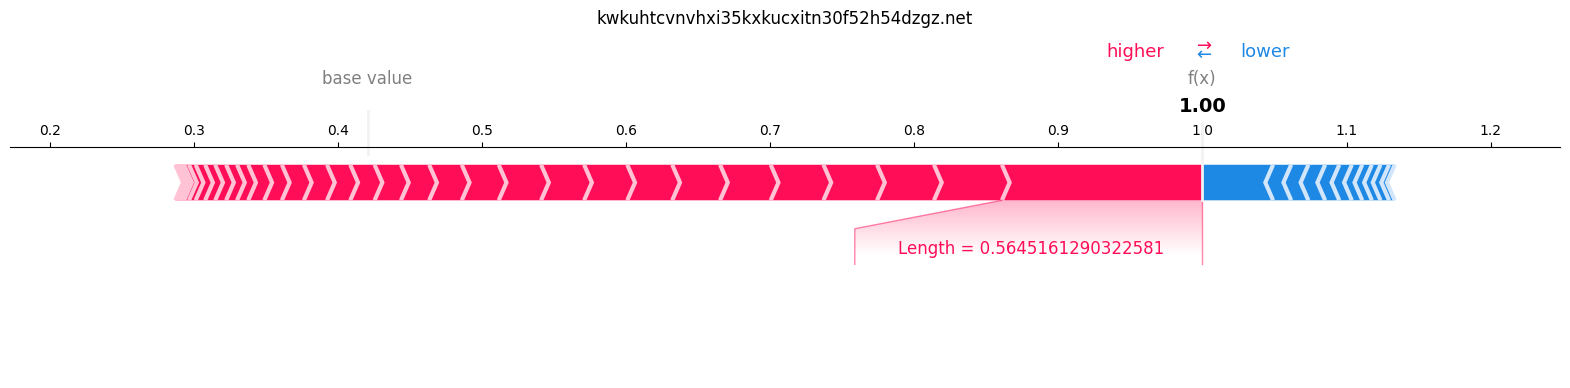 kwkuhtcvnvhxi35kxkucxitn30f52h54dzgz.net
higher ⇄ lower
base value f(x)
1.00
0.2 0.3 0.4 0.5 0.6 0.7 0.8 0.9 1.0 1.1 1.2
Length = 0.5645161290322581